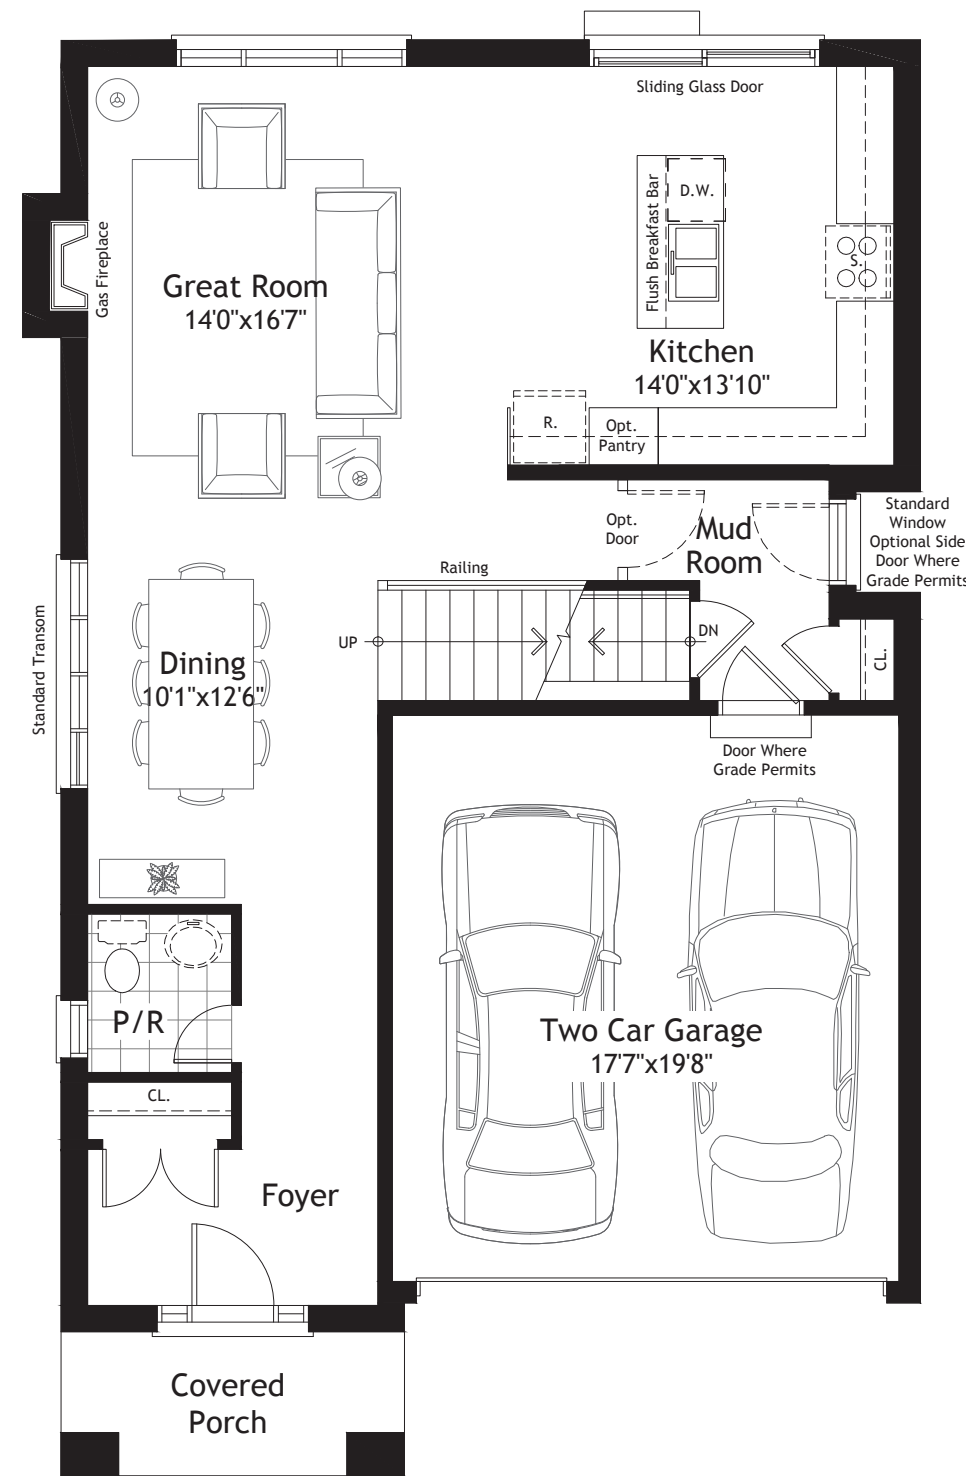 Sliding Glass Door
Gas Fireplace
Great Room
14'0"x16'7"
Flush Breakfast Bar
D.W.
S.
Kitchen
14'0"x13'10"
R.
Opt.
Pantry
Opt.
Door
Mud
Room
Standard
Window
Optional Side
Door Where
Grade Permits
Railing
UP
DN
CL.
Standard Transom
Dining
10'1"x12'6"
Door Where
Grade Permits
P/R
CL.
Two Car Garage
17'7"x19'8"
Foyer
Covered
Porch